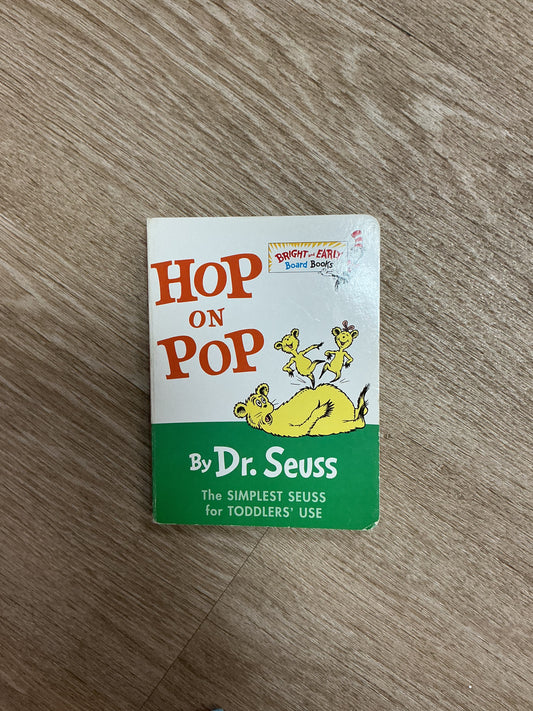 BRIGHT and EARLY
Board Books
HOP
ON
POP
By Dr. Seuss
The SIMPLEST SEUSS
for TODDLERS' USE